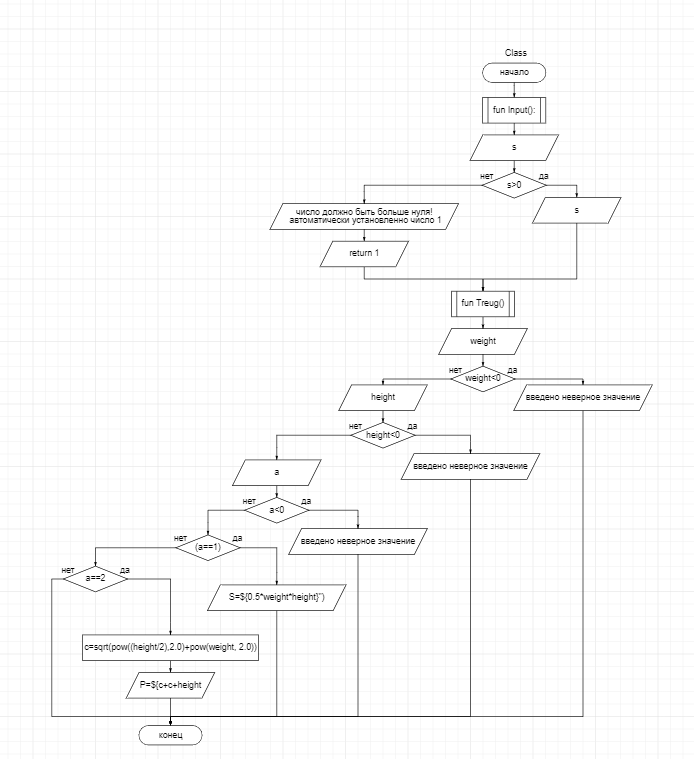 Class
начало
fun Input():
s
нет
да
s>0
число должно быть больше нуля!
автоматически установленно число 1
s
return 1
fun Treug()
weight
нет
да
weight<0
height
введено неверное значение
нет
да
height<0
a
введено неверное значение
нет
да
a<0
нет
да
(a==1)
введено неверное значение
нет
да
a==2
S=${0.5*weight*height}")
c=sqrt(pow((height/2),2.0)+pow(weight, 2.0))
P=${c+c+height
конец